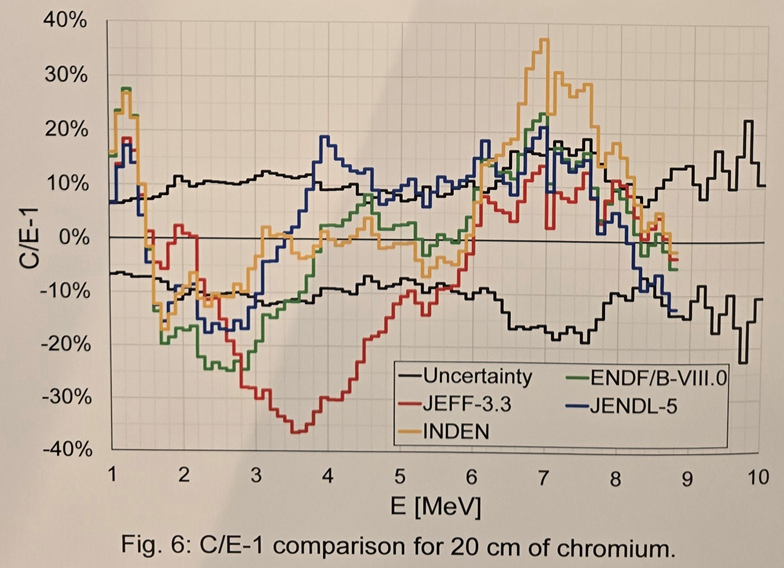 40%
30%
20%
10%
0%
-10%
-20%
-30%
-40%
C/E-1
Uncertainty
ENDF/B-VIII.0
JEFF-3.3
JENDL-5
INDEN
1 2 3 4 5 6 7 8 9 10
E [MeV]
Fig. 6: C/E-1 comparison for 20 cm of chromium.